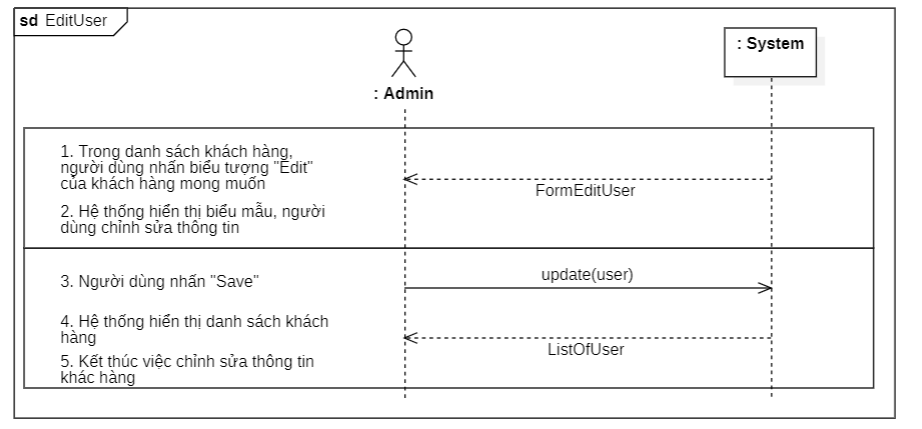 sd EditUser
: Admin
: System
1. Trong danh sách khách hàng,
người dùng nhấn biểu tượng "Edit"
của khách hàng mong muốn
2. Hệ thống hiển thị biểu mẫu, người
dùng chỉnh sửa thông tin
FormEditUser
3. Người dùng nhấn "Save"
update(user)
4. Hệ thống hiển thị danh sách khách
hàng
ListOfUser
5. Kết thúc việc chỉnh sửa thông tin
khác hàng